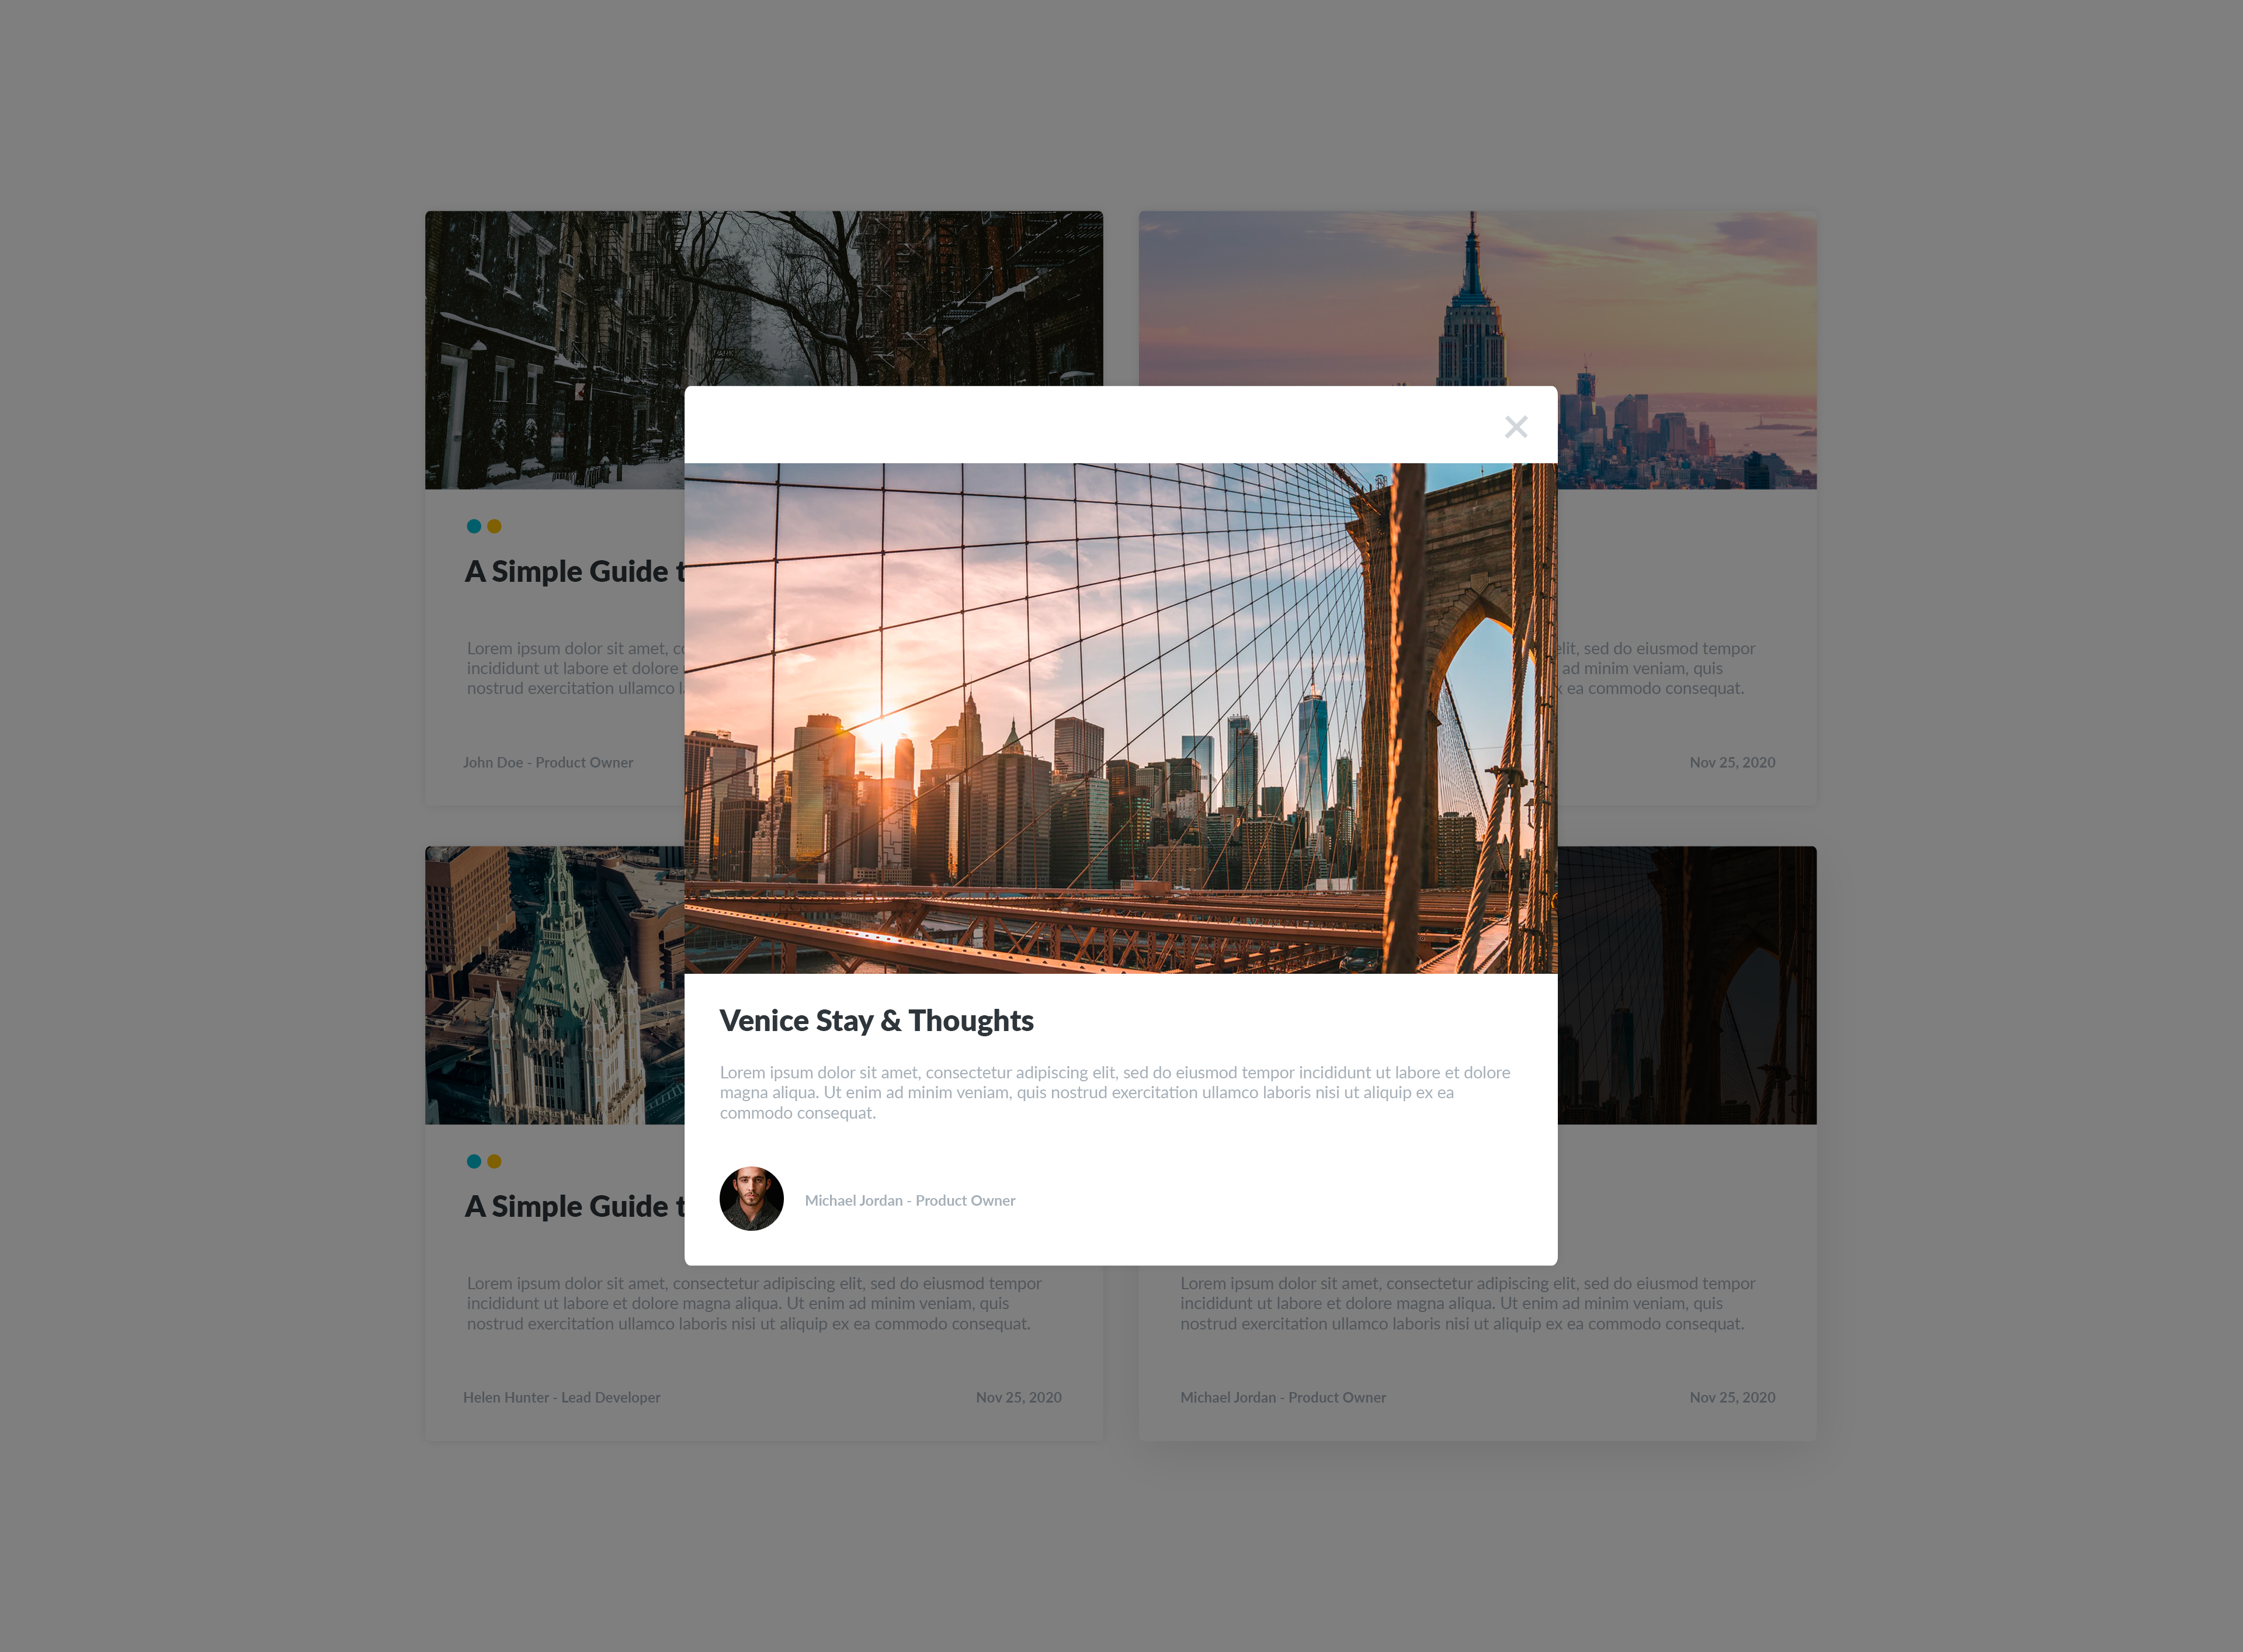 A Simple Guide t
Lorem ipsum dolor sit amet, c
incididunt ut labore et dolore
nostrud exercitation ullamco l
John Doe - Product Owner
elit, sed do eiusmod tempor
ad minim veniam, quis
x ea commodo consequat.
Nov 25, 2020
Venice Stay & Thoughts
Lorem ipsum dolor sit amet, consectetur adipiscing elit, sed do eiusmod tempor incididunt ut labore et dolore
magna aliqua. Ut enim ad minim veniam, quis nostrud exercitation ullamco laboris nisi ut aliquip ex ea
commodo consequat.
Michael Jordan - Product Owner
A Simple Guide t
Lorem ipsum dolor sit amet, consectetur adipiscing elit, sed do eiusmod tempor
incididunt ut labore et dolore magna aliqua. Ut enim ad minim veniam, quis
nostrud exercitation ullamco laboris nisi ut aliquip ex ea commodo consequat.
Helen Hunter - Lead Developer
Nov 25, 2020
Lorem ipsum dolor sit amet, consectetur adipiscing elit, sed do eiusmod tempor
incididunt ut labore et dolore magna aliqua. Ut enim ad minim veniam, quis
nostrud exercitation ullamco laboris nisi ut aliquip ex ea commodo consequat.
Michael Jordan - Product Owner
Nov 25, 2020